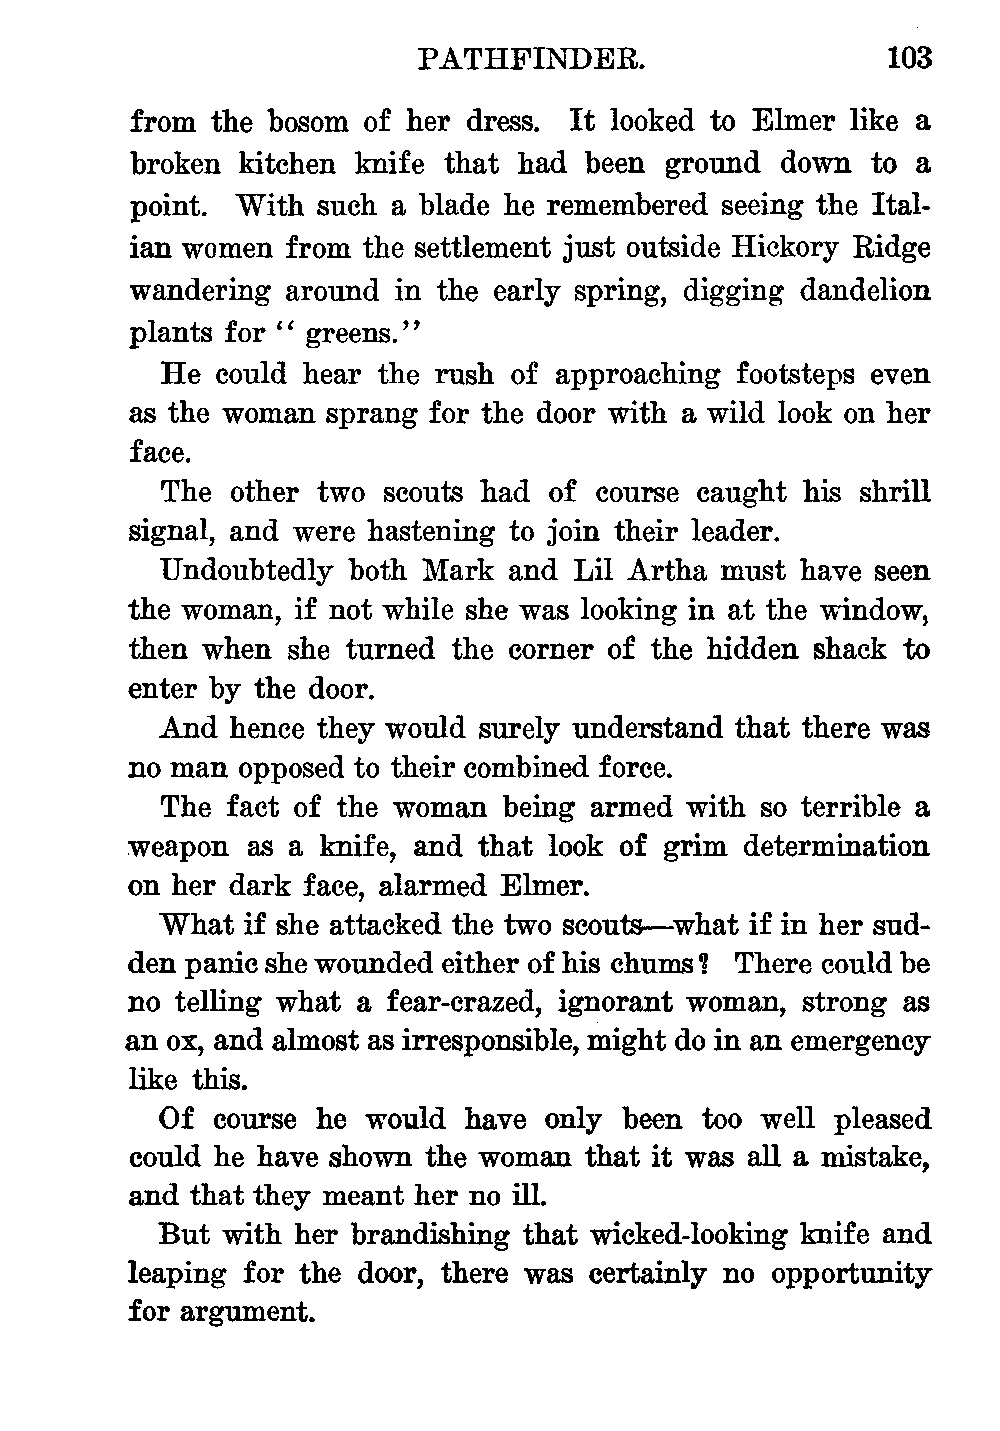 PATHFINDER. 103
from the bosom of her dress. It looked to Elmer like a
broken kitchen knife that had been ground down to a
point. With such a blade he remembered seeing the Ital-
ian women from the settlement just outside Hickory Ridge
wandering around in the early spring, digging dandelion
plants for “ greens.”
He could hear the rush of approaching footsteps even
as the woman sprang for the door with a wild look on her
face.
The other two scouts had of course caught his shrill
signal, and were hastening to join their leader.
Undoubtedly both Mark and Lil Artha must have seen
the woman, if not while she was looking in at the window,
then when she turned the corner of the hidden shack to
enter by the door.
And hence they would surely understand that there was
no man opposed to their combined force.
The fact of the woman being armed with so terrible a
weapon as a knife, and that look of grim determination
on her dark face, alarmed Elmer.
What if she attacked the two scouts—what if in her sud-
den panic she wounded either of his chums? There could be
no telling what a fear-crazed, ignorant woman, strong as
an ox, and almost as irresponsible, might do in an emergency
like this.
Of course he would have only been too well pleased
could he have shown the woman that it was all a mistake,
and that they meant her no ill.
But with her brandishing that wicked-looking knife and
leaping for the door, there was certainly no opportunity
for argument.